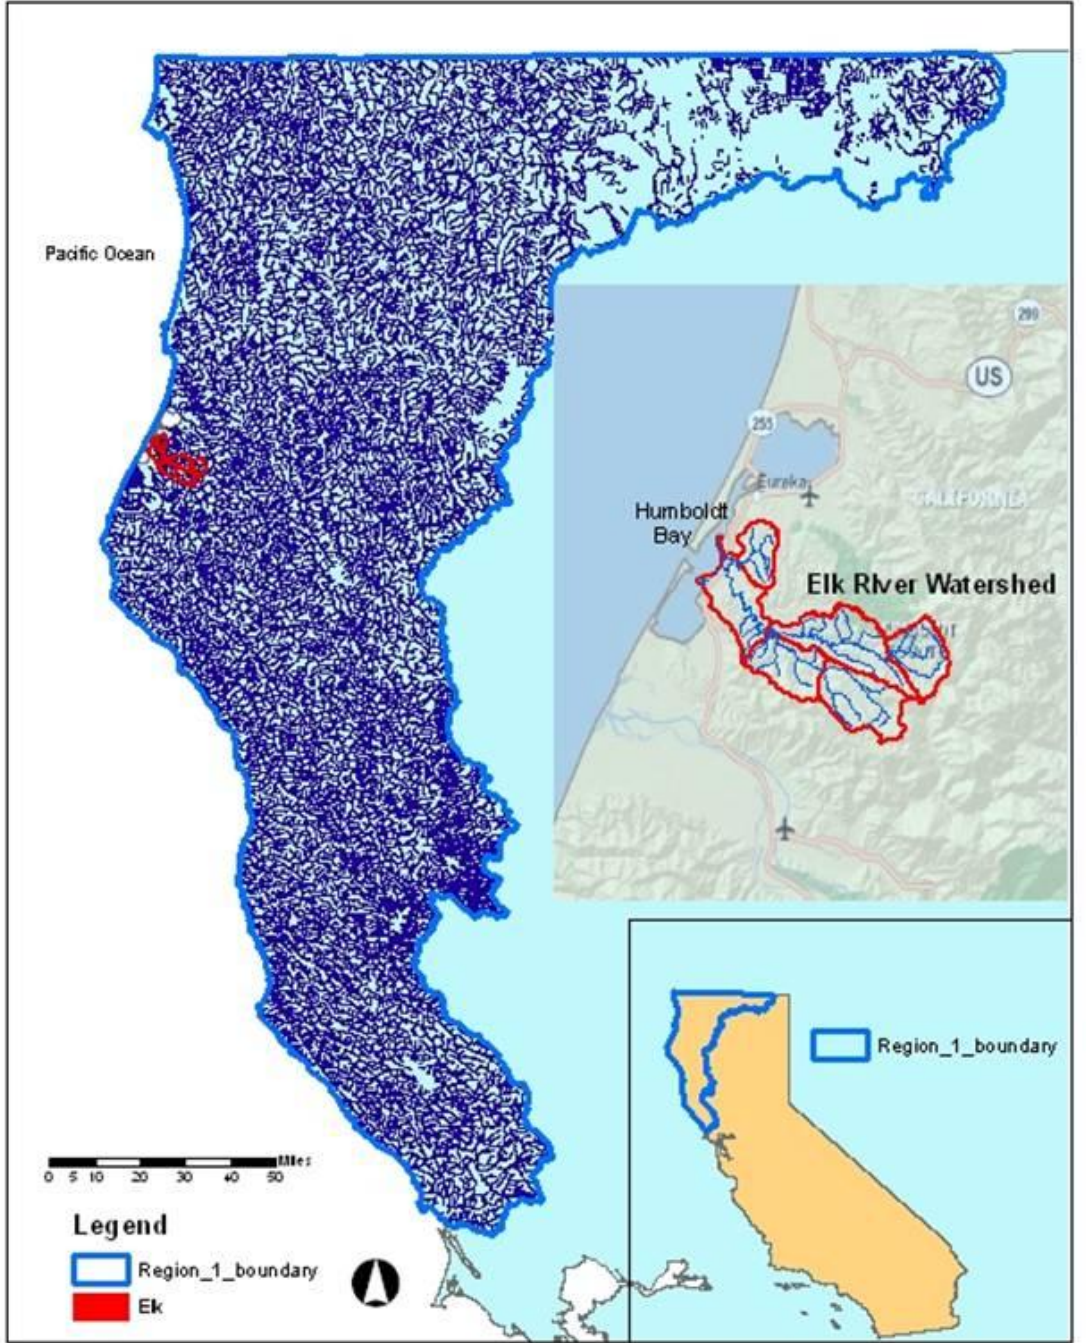 Pacific Ocean
299
US
255
Eureka
CALIFORNIA
Humboldt
Bay
Elk River Watershed
Region_1_boundary
Miles
0 5 10 20 30 40 50
Legend
Region_1_boundary
Elk